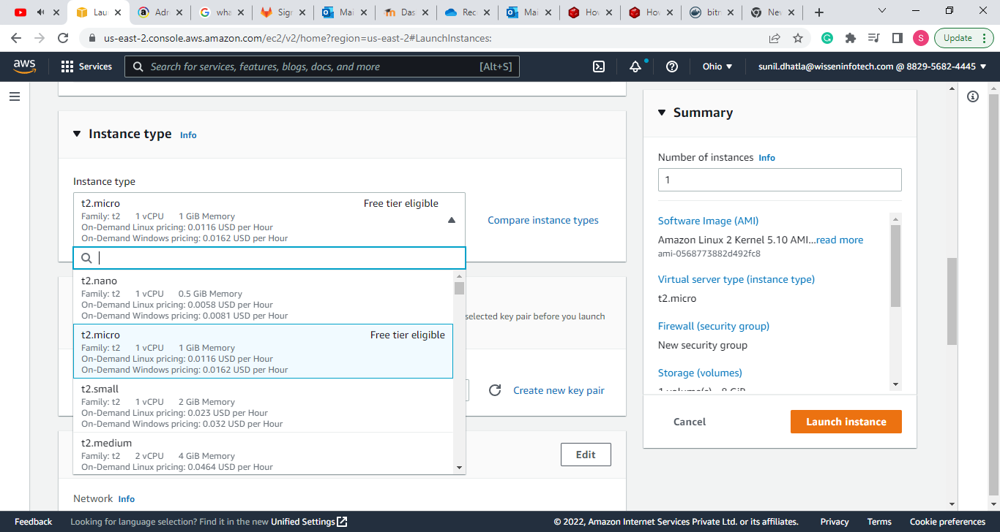 Lau
Adr
wha
Sign
Mai
Das
Rec
Mai
How
How
bitn
Nev
us-east-2.console.aws.amazon.com/ec2/v2/home?region=us-east-2#LaunchInstances:
S
Update
aws
Services
Search for services, features, blogs, docs, and more
[Alt+S]
Ohio
sunil.dhatla@wisseninfotech.com @ 8829-5682-4445
Instance type Info
Instance type
t2.micro Free tier eligible
Family: t2 1 vCPU 1 GiB Memory
On-Demand Linux pricing: 0.0116 USD per Hour
On-Demand Windows pricing: 0.0162 USD per Hour
Compare instance types
t2.nano
Family: t2 1 vCPU 0.5 GiB Memory
On-Demand Linux pricing: 0.0058 USD per Hour
On-Demand Windows pricing: 0.0081 USD per Hour
t2.micro Free tier eligible
Family: t2 1 vCPU 1 GiB Memory
On-Demand Linux pricing: 0.0116 USD per Hour
On-Demand Windows pricing: 0.0162 USD per Hour
t2.small
Family: t2 1 vCPU 2 GiB Memory
On-Demand Linux pricing: 0.023 USD per Hour
On-Demand Windows pricing: 0.032 USD per Hour
t2.medium
Family: t2 2 vCPU 4 GiB Memory
On-Demand Linux pricing: 0.0464 USD per Hour
selected key pair before you launch
Create new key pair
Edit
Network Info
Summary
Number of instances Info
1
Software Image (AMI)
Amazon Linux 2 Kernel 5.10 AMI...read more
ami-0568773882d492fc8
Virtual server type (instance type)
t2.micro
Firewall (security group)
New security group
Storage (volumes)
1 volume(s) - 8 GiB
Cancel
Launch instance
Feedback
Looking for language selection? Find it in the new Unified Settings
© 2022, Amazon Internet Services Private Ltd. or its affiliates.
Privacy
Terms
Cookie preferences